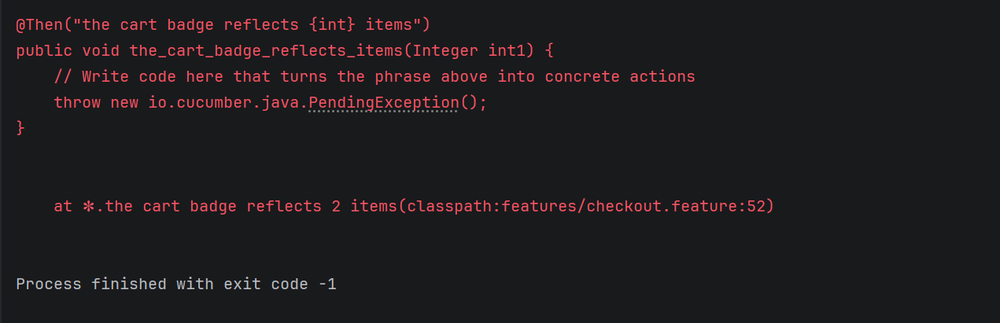 @Then("the cart badge reflects {int} items")
public void the_cart_badge_reflects_items(Integer int1) {
    // Write code here that turns the phrase above into concrete actions
    throw new io.cucumber.java.PendingException();
}
    at ✽.the cart badge reflects 2 items(classpath:features/checkout.feature:52)
Process finished with exit code -1